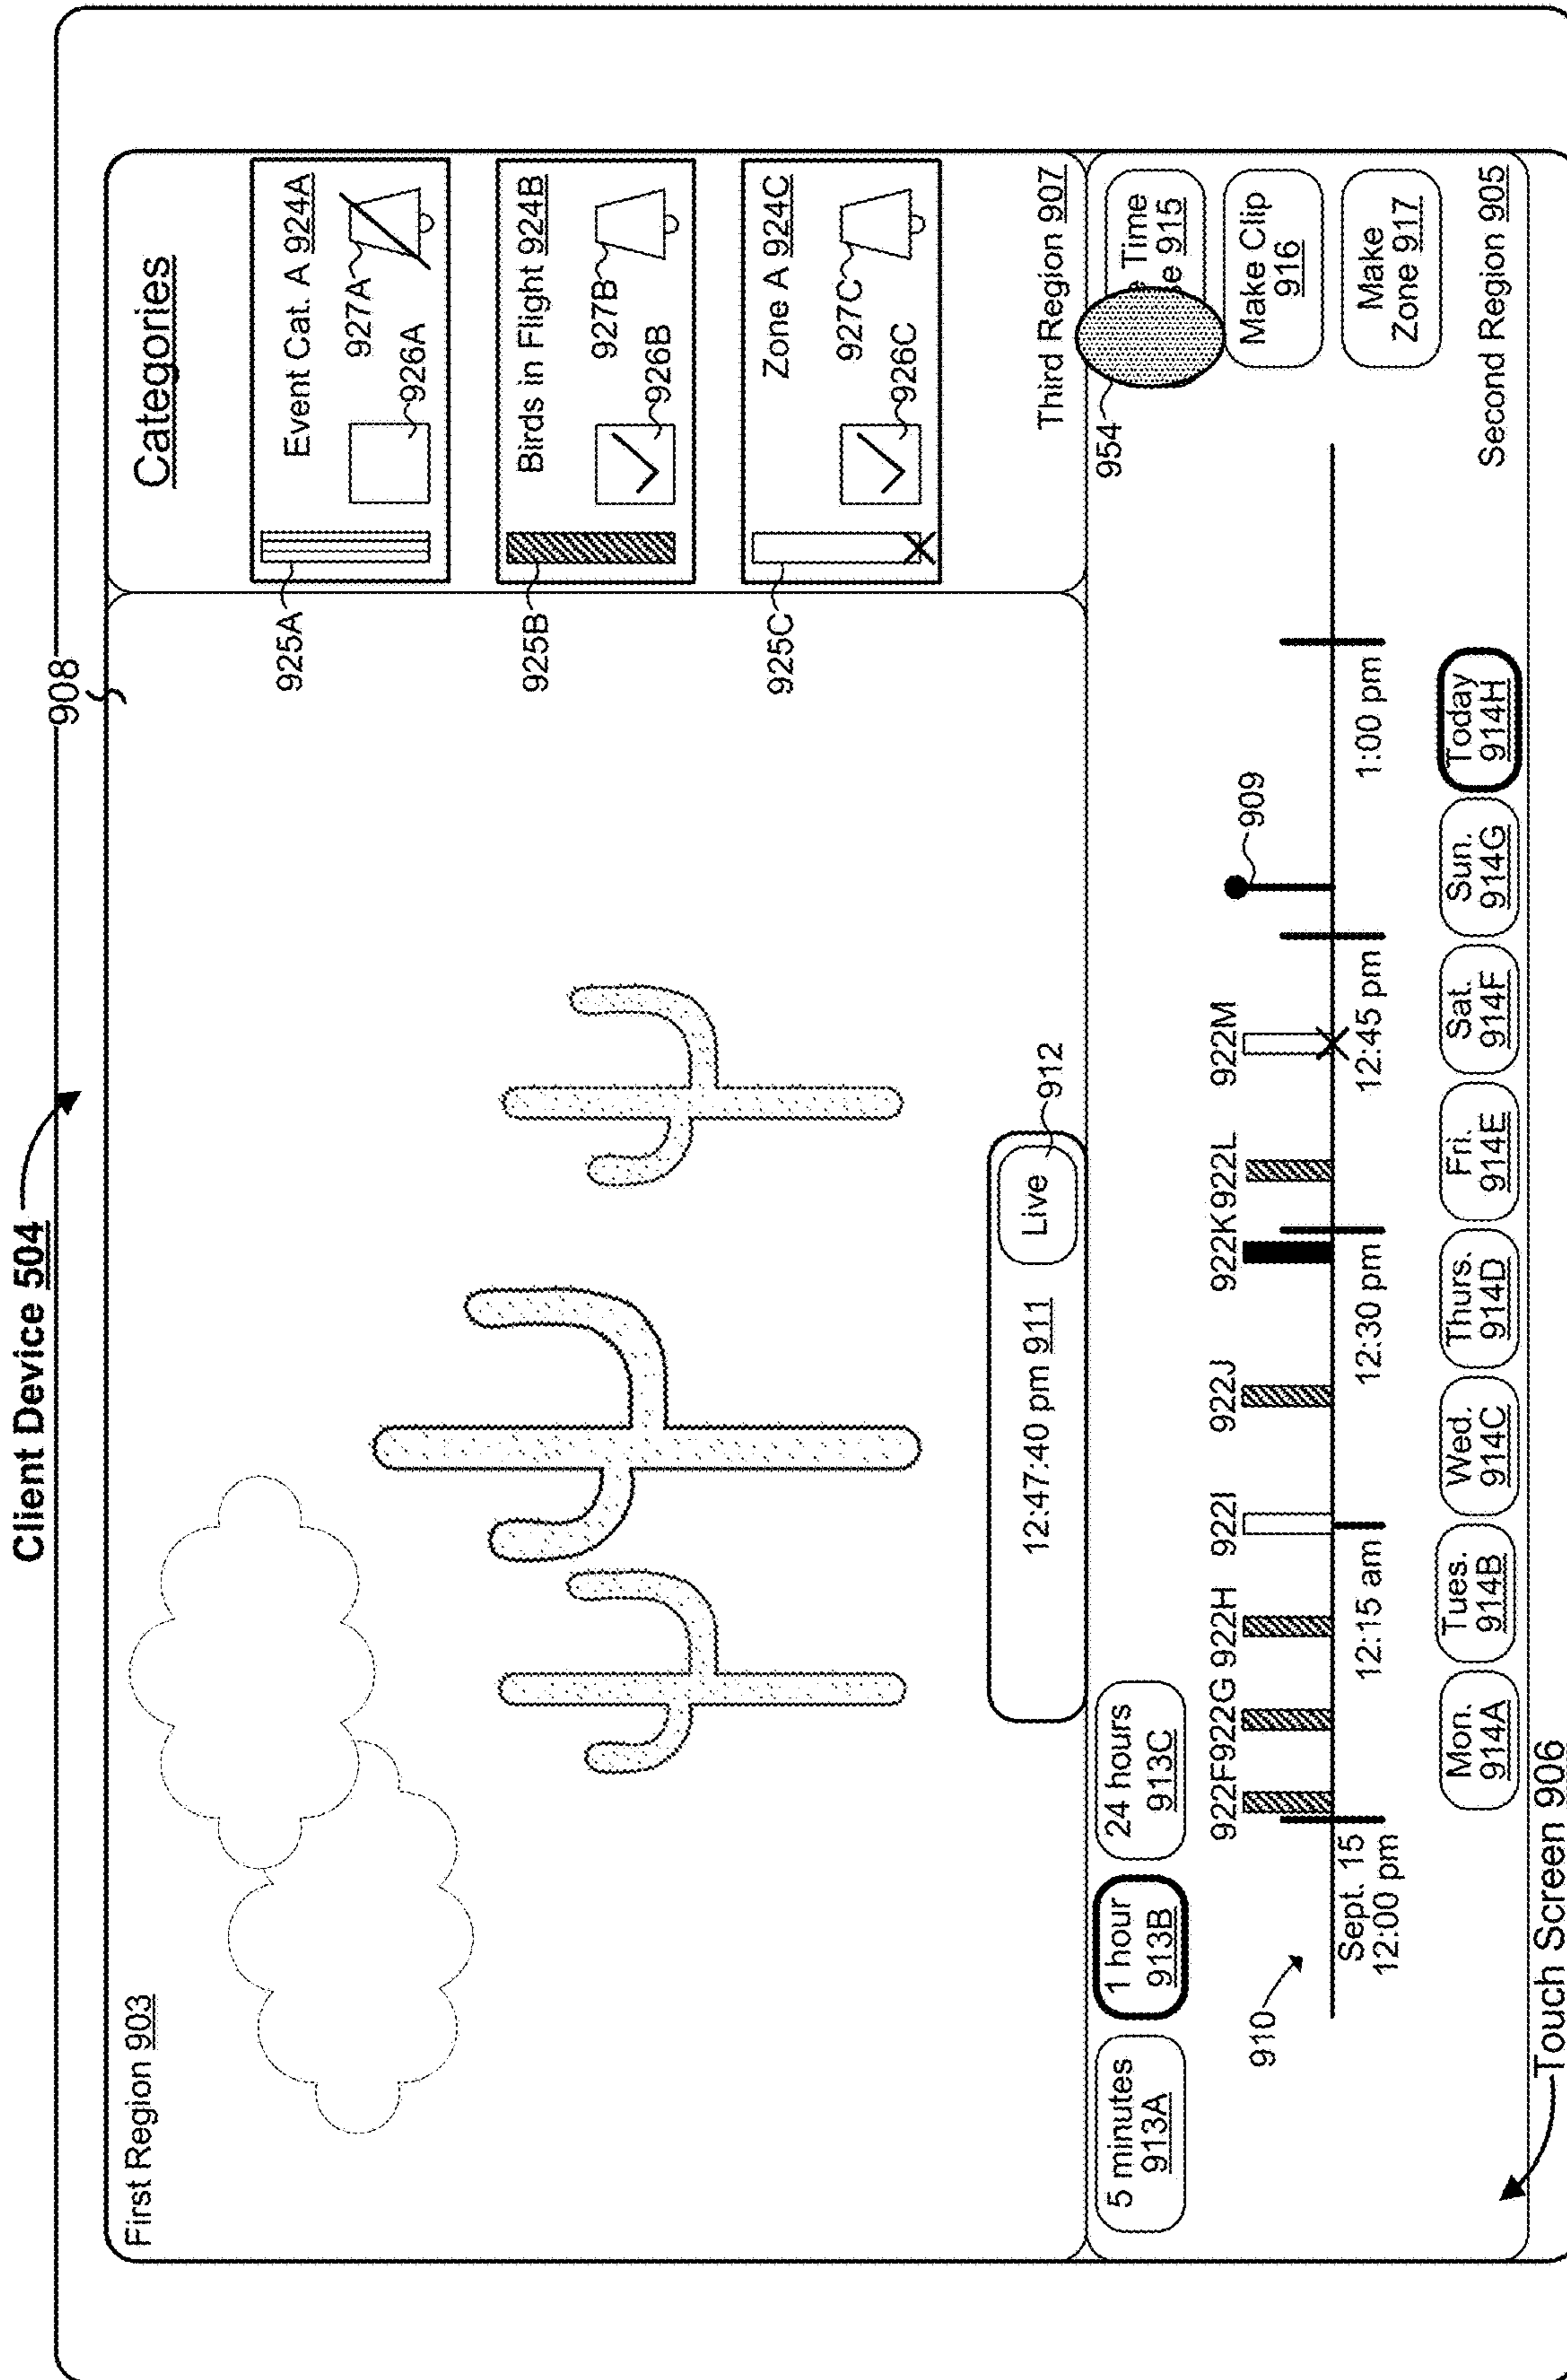 Client Device 504
908
First Region 903
Categories
Event Cat. A 924A
927A
926A
925A
Birds in Flight 924B
927B
926B
925B
Zone A 924C
927C
926C
925C
Third Region 907
12:47:40 pm 911
Live
912
5 minutes
913A
1 hour
913B
24 hours
913C
954
Time
915
Make Clip
916
Make
Zone 917
910
922F 922G 922H 922I 922J 922K 922L 922M
909
Sept. 15
12:00 pm
12:15 am
12:30 pm
12:45 pm
1:00 pm
Mon.
914A
Tues.
914B
Wed.
914C
Thurs.
914D
Fri.
914E
Sat.
914F
Sun.
914G
Today
914H
Second Region 905
Touch Screen 906